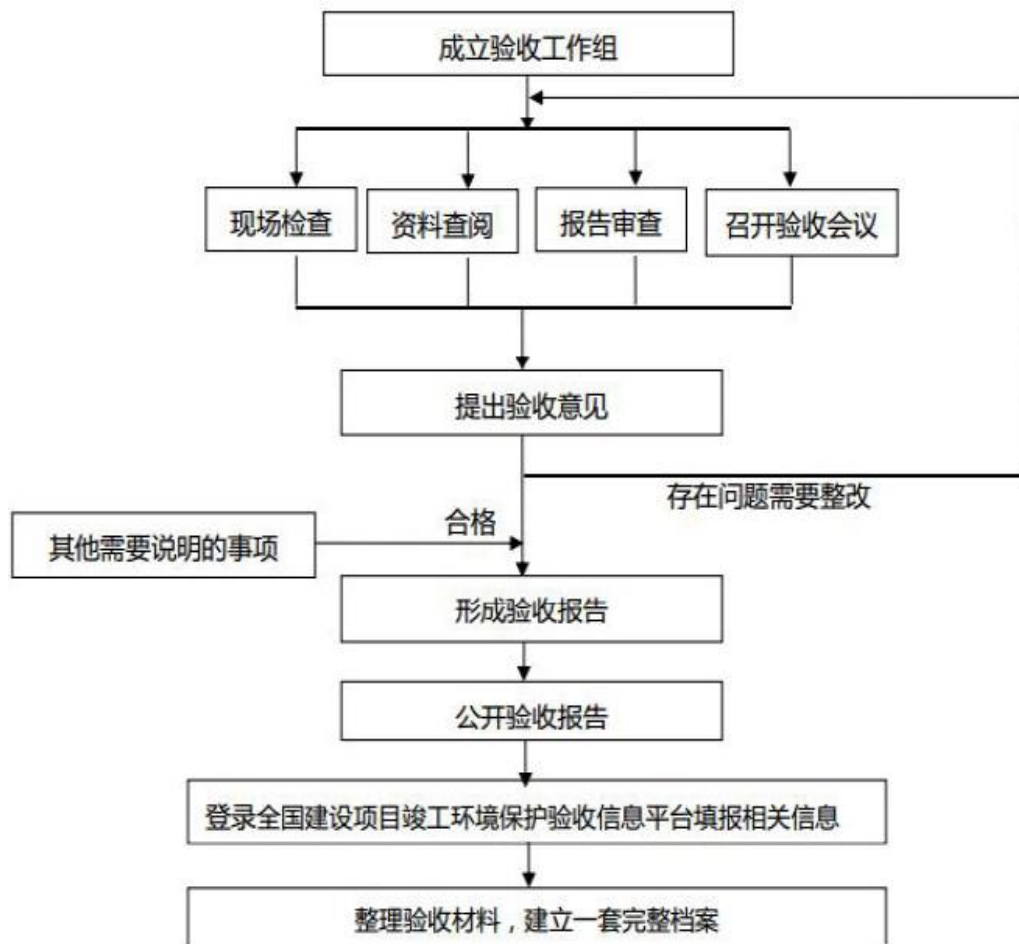 成立验收工作组
现场检查
资料查阅
报告审查
召开验收会议
提出验收意见
存在问题需要整改
合格
其他需要说明的事项
形成验收报告
公开验收报告
登录全国建设项目竣工环境保护验收信息平台填报相关信息
整理验收材料，建立一套完整档案